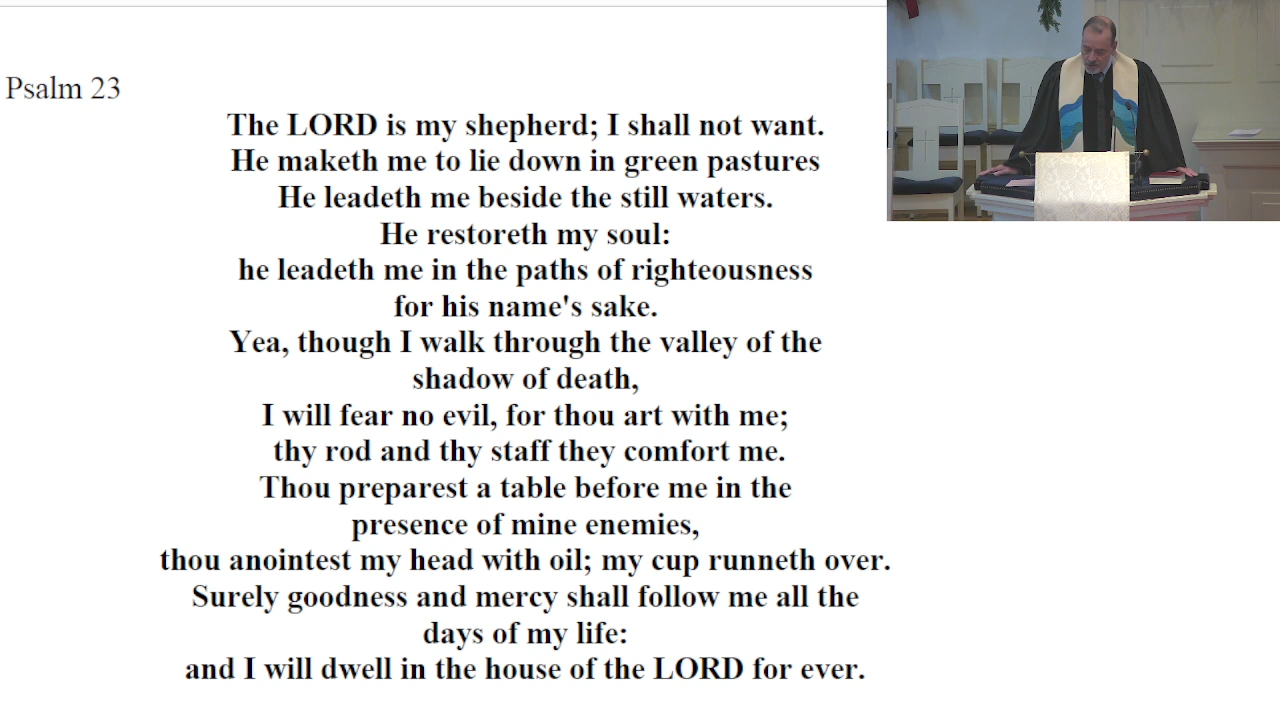 Psalm 23
The LORD is my shepherd; I shall not want.
He maketh me to lie down in green pastures
He leadeth me beside the still waters.
He restoreth my soul:
he leadeth me in the paths of righteousness
for his name's sake.
Yea, though I walk through the valley of the
shadow of death,
I will fear no evil, for thou art with me;
thy rod and thy staff they comfort me.
Thou preparest a table before me in the
presence of mine enemies,
thou anointest my head with oil; my cup runneth over.
Surely goodness and mercy shall follow me all the
days of my life:
and I will dwell in the house of the LORD for ever.